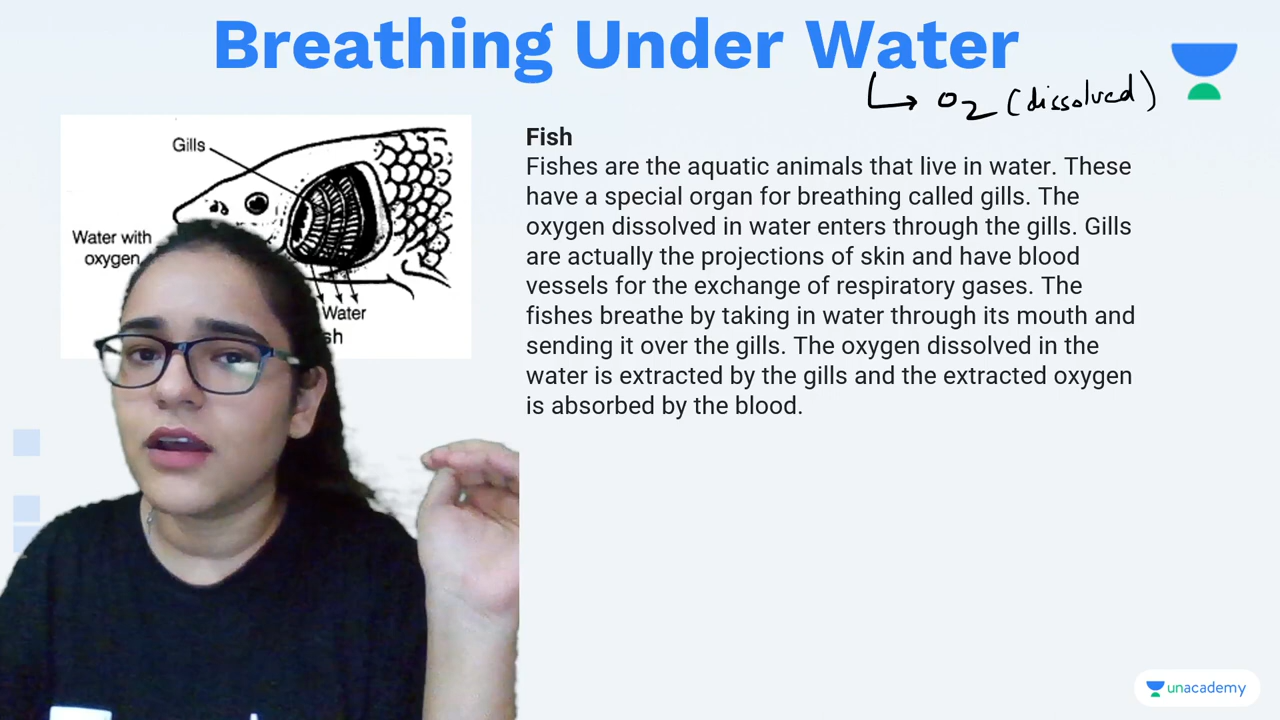 Breathing Under Water
O2 (dissolved)
Gills
Water with
oxygen
Water
Fish
Fishes are the aquatic animals that live in water. These
have a special organ for breathing called gills. The
oxygen dissolved in water enters through the gills. Gills
are actually the projections of skin and have blood
vessels for the exchange of respiratory gases. The
fishes breathe by taking in water through its mouth and
sending it over the gills. The oxygen dissolved in the
water is extracted by the gills and the extracted oxygen
is absorbed by the blood.
unacademy